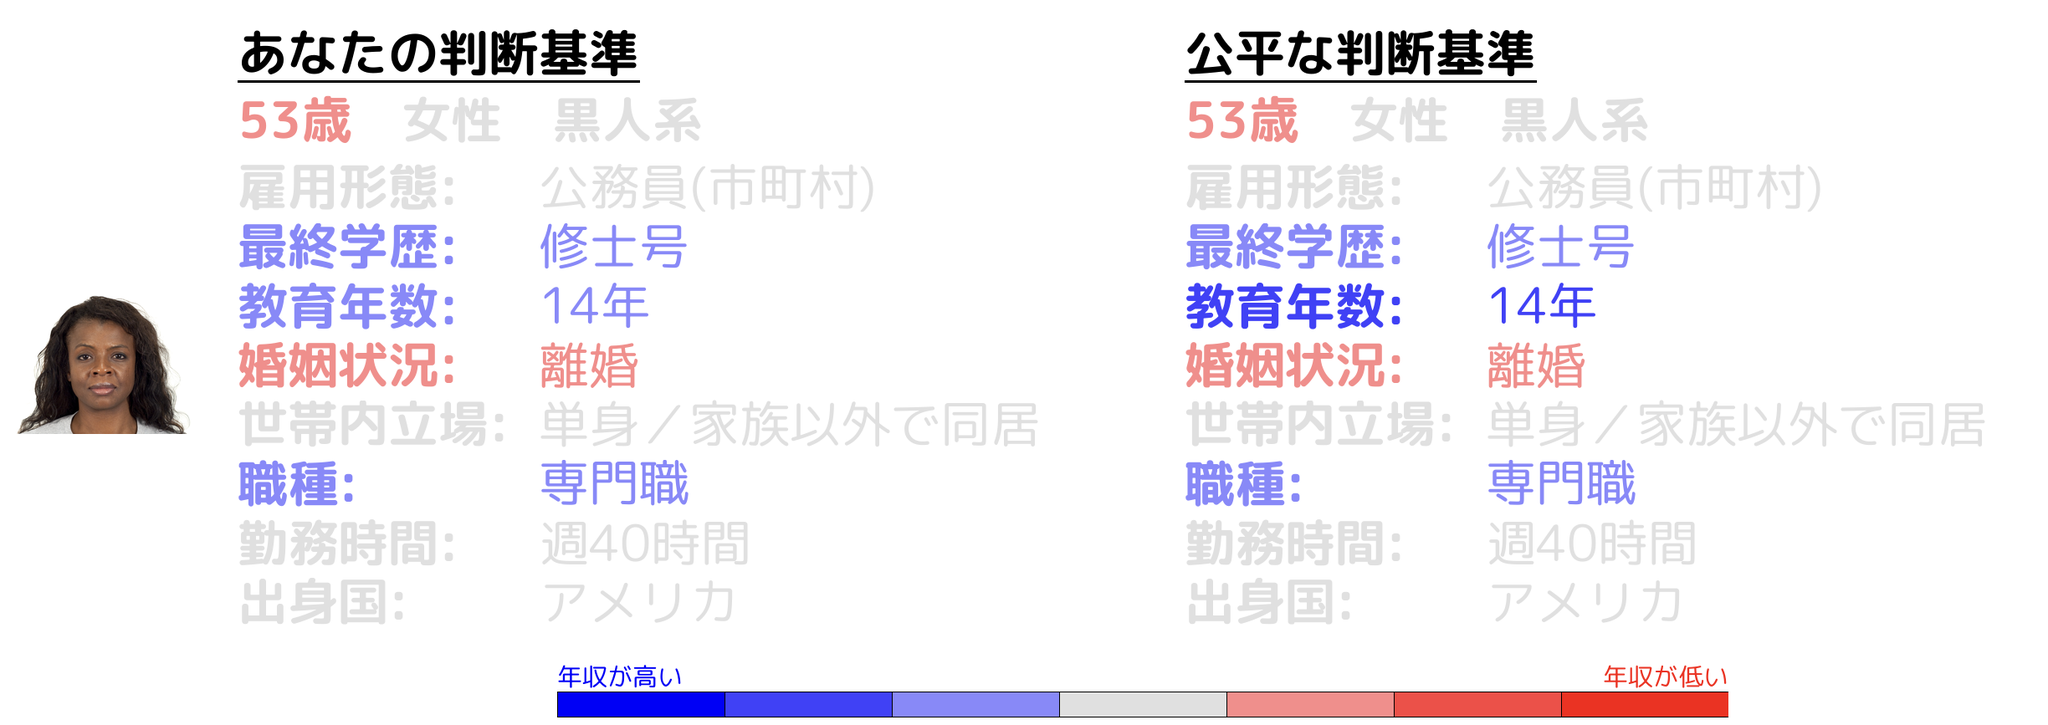 あなたの判断基準
53歳 女性 黒人系
雇用形態: 公務員(市町村)
最終学歴: 修士号
教育年数: 14年
婚姻状況: 離婚
世帯内立場: 単身／家族以外で同居
職種: 専門職
勤務時間: 週40時間
出身国: アメリカ
公平な判断基準
53歳 女性 黒人系
雇用形態: 公務員(市町村)
最終学歴: 修士号
教育年数: 14年
婚姻状況: 離婚
世帯内立場: 単身／家族以外で同居
職種: 専門職
勤務時間: 週40時間
出身国: アメリカ
年収が高い
年収が低い